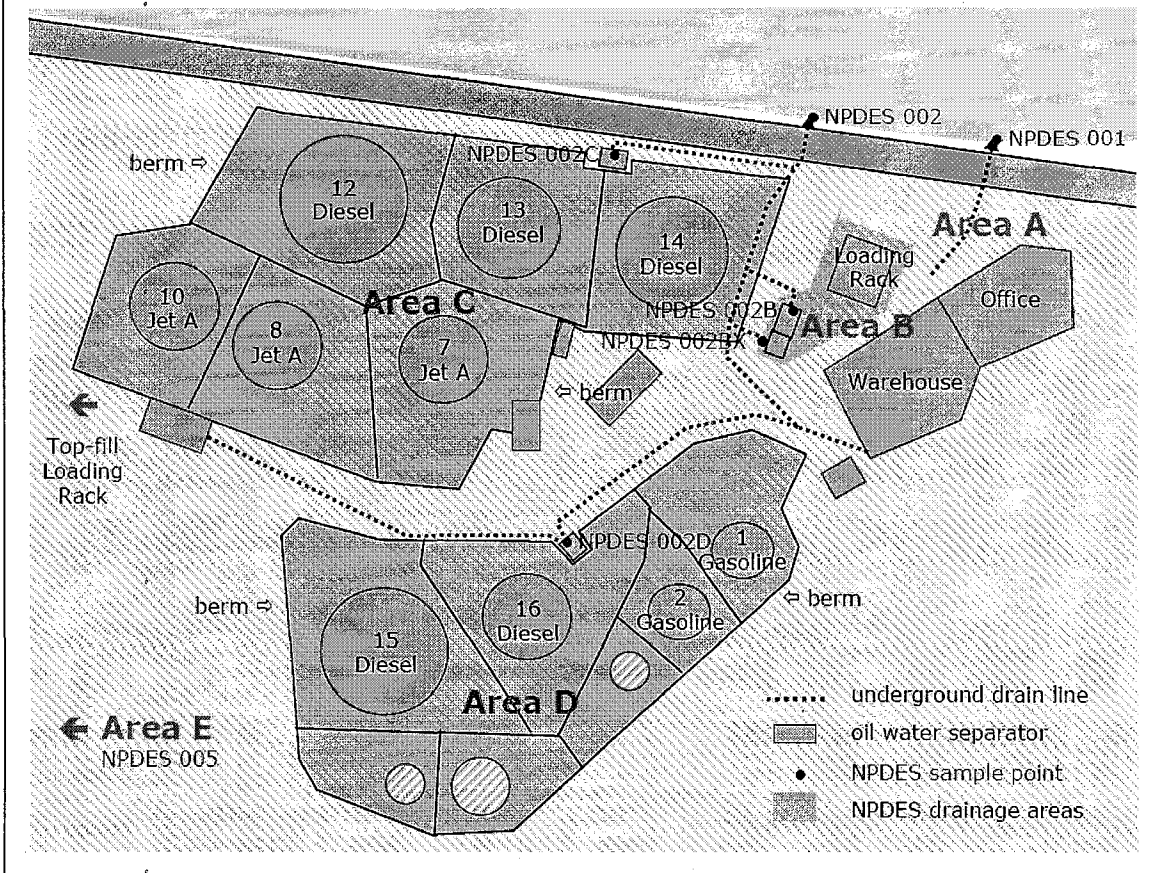 NPDES 002
NPDES 001
berm ⇨
NPDES 002C
12
Diesel
13
Diesel
14
Diesel
Area A
Loading
Rack
Office
10
Jet A
8
Jet A
Area C
7
Jet A
NPDES 002B
Area B
NPDES 002BX
Warehouse
⇦ berm
Top-fill
Loading
Rack
NPDES 002D
1
Gasoline
2
Gasoline
⇦ berm
berm ⇨
15
Diesel
16
Diesel
Area D
Area E
NPDES 005
underground drain line
oil water separator
NPDES sample point
NPDES drainage areas